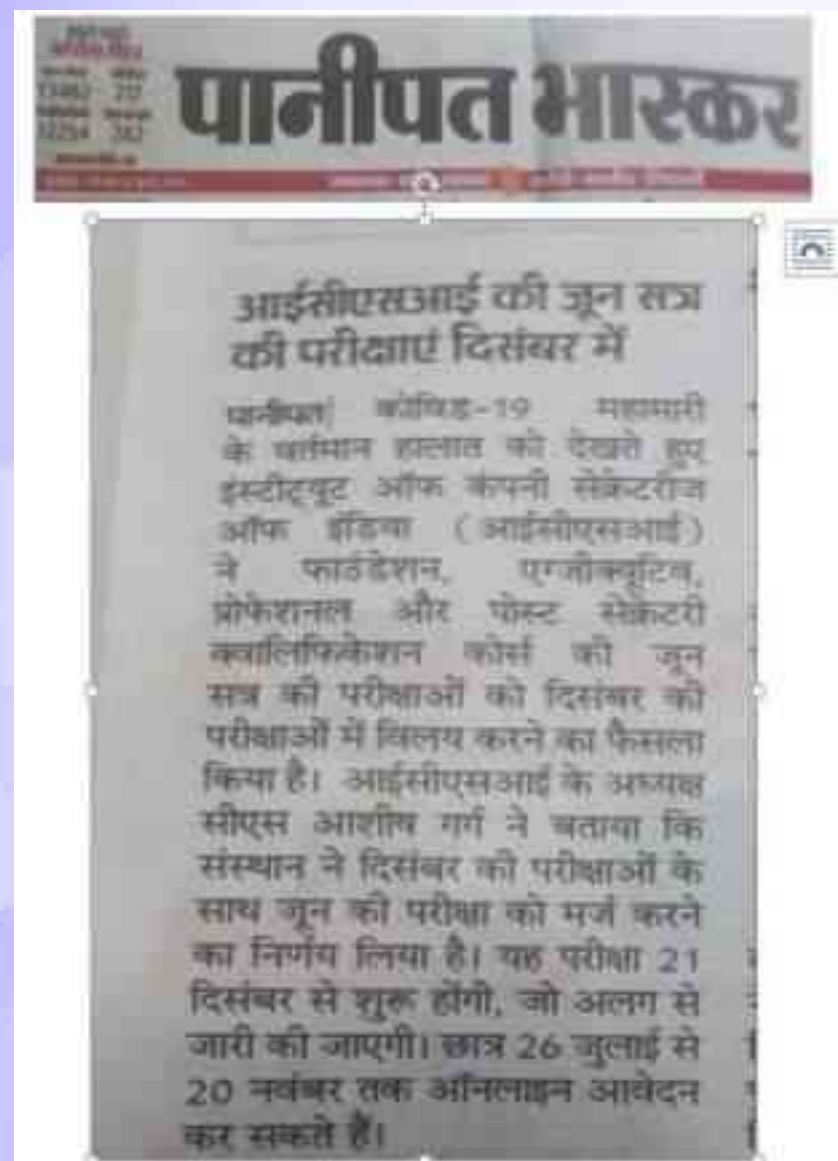 पानीपत भास्कर
आईसीएसआई की जून सत्र
की परीक्षाएं दिसंबर में
पानीपत| कोविड-19 महामारी
के वर्तमान हालात को देखते हुए
इंस्टीट्यूट ऑफ कंपनी सेक्रेटरीज
ऑफ इंडिया (आईसीएसआई)
ने फाउंडेशन, एग्जीक्यूटिव,
प्रोफेशनल और पोस्ट सेक्रेटरी
क्वालिफिकेशन कोर्स की जून
सत्र की परीक्षाओं को दिसंबर की
परीक्षाओं में विलय करने का फैसला
किया है। आईसीएसआई के अध्यक्ष
सीएस आशीष गर्ग ने बताया कि
संस्थान ने दिसंबर की परीक्षाओं के
साथ जून की परीक्षा को मर्ज करने
का निर्णय लिया है। यह परीक्षा 21
दिसंबर से शुरू होंगी, जो अलग से
जारी की जाएगी। छात्र 26 जुलाई से
20 नवंबर तक ऑनलाइन आवेदन
कर सकते हैं।